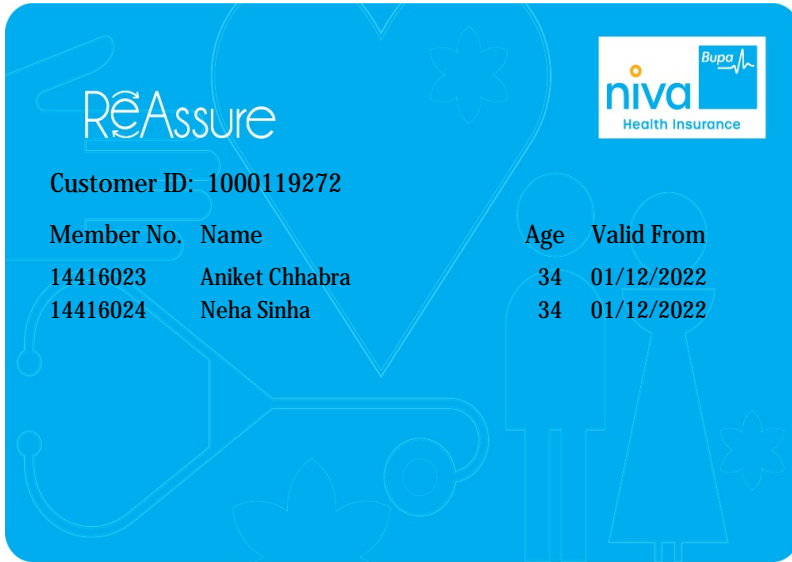 ReAssure
Bupa
niva
Health Insurance
Customer ID: 1000119272
Member No. Name Age Valid From
14416023 Aniket Chhabra 34 01/12/2022
14416024 Neha Sinha 34 01/12/2022